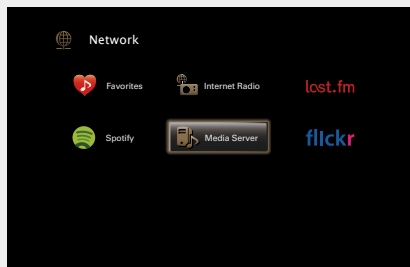 Network
Favorites
Internet Radio
last.fm
Spotify
Media Server
flickr